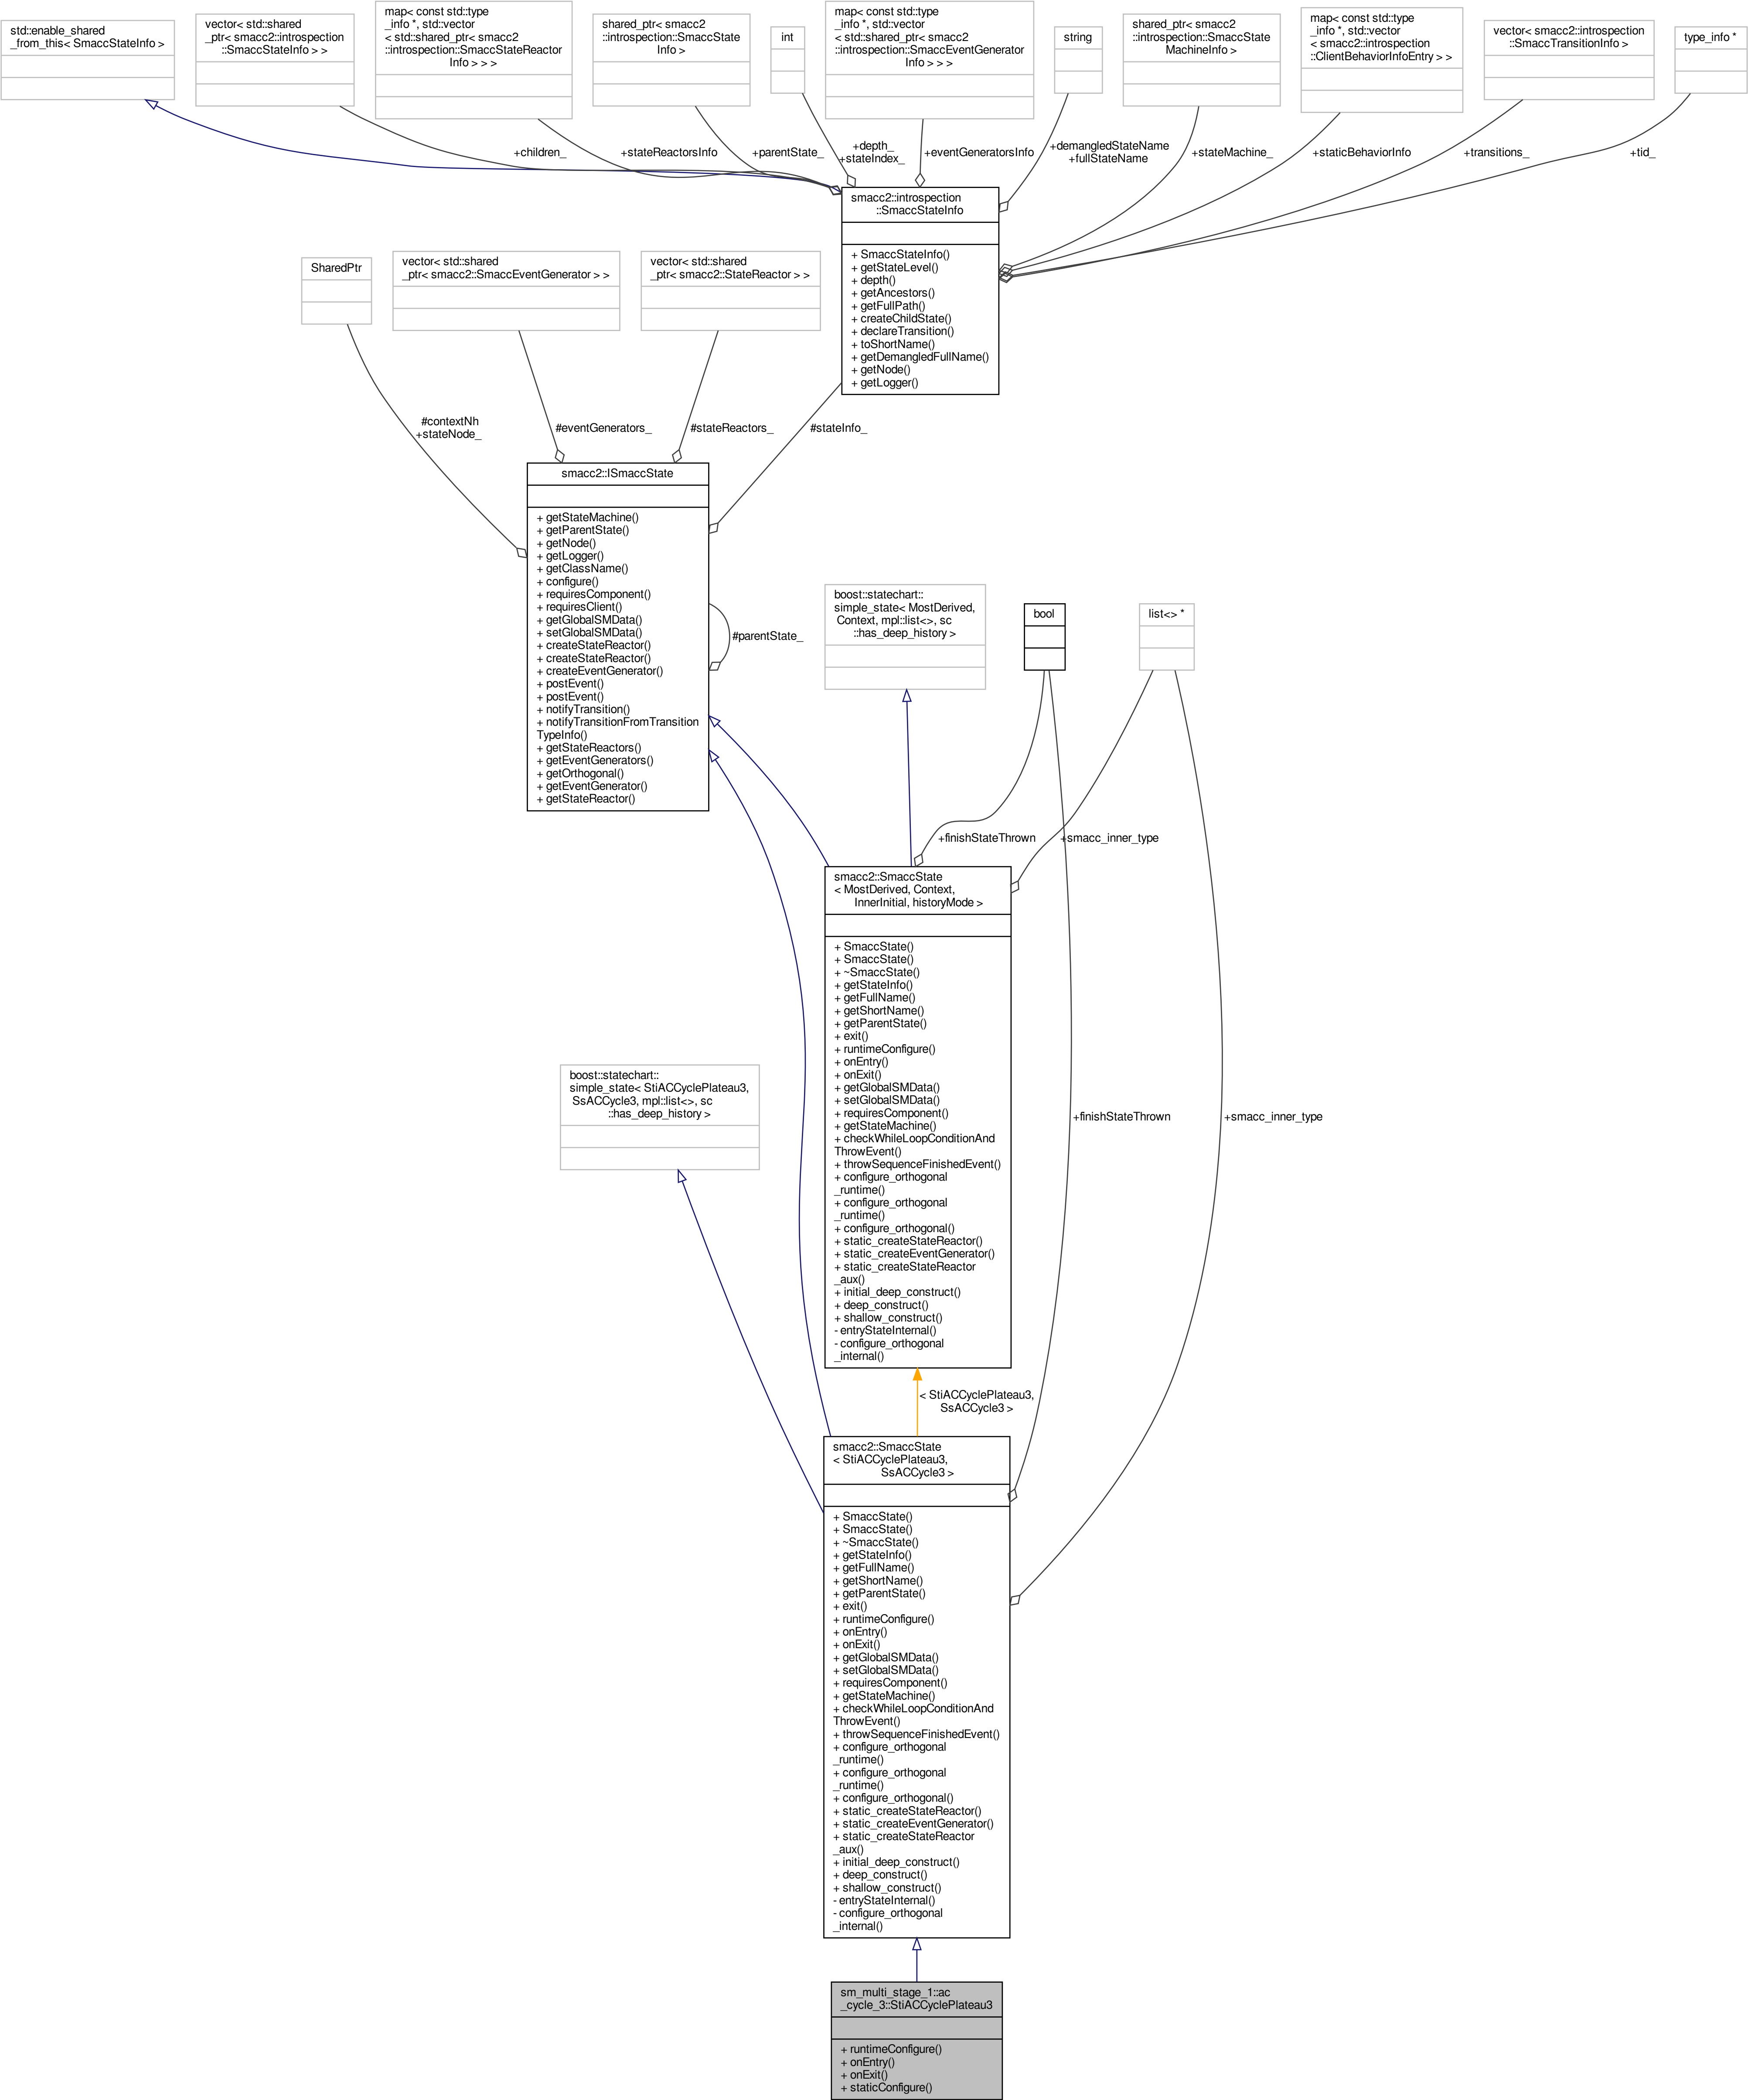 std::enable_shared
_from_this< SmaccStateInfo >
vector< std::shared
_ptr< smacc2::introspection
::SmaccStateInfo > >
map< const std::type
_info *, std::vector
< std::shared_ptr< smacc2
::introspection::SmaccStateReactor
Info > > >
shared_ptr< smacc2
::introspection::SmaccState
Info >
int
map< const std::type
_info *, std::vector
< std::shared_ptr< smacc2
::introspection::SmaccEventGenerator
Info > > >
string
shared_ptr< smacc2
::introspection::SmaccState
MachineInfo >
map< const std::type
_info *, std::vector
< smacc2::introspection
::ClientBehaviorInfoEntry > >
vector< smacc2::introspection
::SmaccTransitionInfo >
type_info *
+children_
+stateReactorsInfo
+parentState_
+depth_
+stateIndex_
+eventGeneratorsInfo
+demangledStateName
+fullStateName
+stateMachine_
+staticBehaviorInfo
+transitions_
+tid_
smacc2::introspection
::SmaccStateInfo
+ SmaccStateInfo()
+ getStateLevel()
+ depth()
+ getAncestors()
+ getFullPath()
+ createChildState()
+ declareTransition()
+ toShortName()
+ getDemangledFullName()
+ getNode()
+ getLogger()
SharedPtr
vector< std::shared
_ptr< smacc2::SmaccEventGenerator > >
vector< std::shared
_ptr< smacc2::StateReactor > >
#contextNh
+stateNode_
#eventGenerators_
#stateReactors_
#stateInfo_
smacc2::ISmaccState
+ getStateMachine()
+ getParentState()
+ getNode()
+ getLogger()
+ getClassName()
+ configure()
+ requiresComponent()
+ requiresClient()
+ getGlobalSMData()
+ setGlobalSMData()
+ createStateReactor()
+ createStateReactor()
+ createEventGenerator()
+ postEvent()
+ postEvent()
+ notifyTransition()
+ notifyTransitionFromTransition
TypeInfo()
+ getStateReactors()
+ getEventGenerators()
+ getOrthogonal()
+ getEventGenerator()
+ getStateReactor()
#parentState_
boost::statechart::
simple_state< MostDerived,
Context, mpl::list<>, sc
::has_deep_history >
bool
list<> *
+finishStateThrown
+smacc_inner_type
smacc2::SmaccState
< MostDerived, Context,
InnerInitial, historyMode >
+ SmaccState()
+ SmaccState()
+ ~SmaccState()
+ getStateInfo()
+ getFullName()
+ getShortName()
+ getParentState()
+ exit()
+ runtimeConfigure()
+ onEntry()
+ onExit()
+ getGlobalSMData()
+ setGlobalSMData()
+ requiresComponent()
+ getStateMachine()
+ checkWhileLoopConditionAnd
ThrowEvent()
+ throwSequenceFinishedEvent()
+ configure_orthogonal
_runtime()
+ configure_orthogonal
_runtime()
+ configure_orthogonal()
+ static_createStateReactor()
+ static_createEventGenerator()
+ static_createStateReactor
_aux()
+ initial_deep_construct()
+ deep_construct()
+ shallow_construct()
- entryStateInternal()
- configure_orthogonal
_internal()
boost::statechart::
simple_state< StiACCyclePlateau3,
SsACCycle3, mpl::list<>, sc
::has_deep_history >
+finishStateThrown
+smacc_inner_type
< StiACCyclePlateau3,
SsACCycle3 >
smacc2::SmaccState
< StiACCyclePlateau3,
SsACCycle3 >
+ SmaccState()
+ SmaccState()
+ ~SmaccState()
+ getStateInfo()
+ getFullName()
+ getShortName()
+ getParentState()
+ exit()
+ runtimeConfigure()
+ onEntry()
+ onExit()
+ getGlobalSMData()
+ setGlobalSMData()
+ requiresComponent()
+ getStateMachine()
+ checkWhileLoopConditionAnd
ThrowEvent()
+ throwSequenceFinishedEvent()
+ configure_orthogonal
_runtime()
+ configure_orthogonal
_runtime()
+ configure_orthogonal()
+ static_createStateReactor()
+ static_createEventGenerator()
+ static_createStateReactor
_aux()
+ initial_deep_construct()
+ deep_construct()
+ shallow_construct()
- entryStateInternal()
- configure_orthogonal
_internal()
sm_multi_stage_1::ac
_cycle_3::StiACCyclePlateau3
+ runtimeConfigure()
+ onEntry()
+ onExit()
+ staticConfigure()